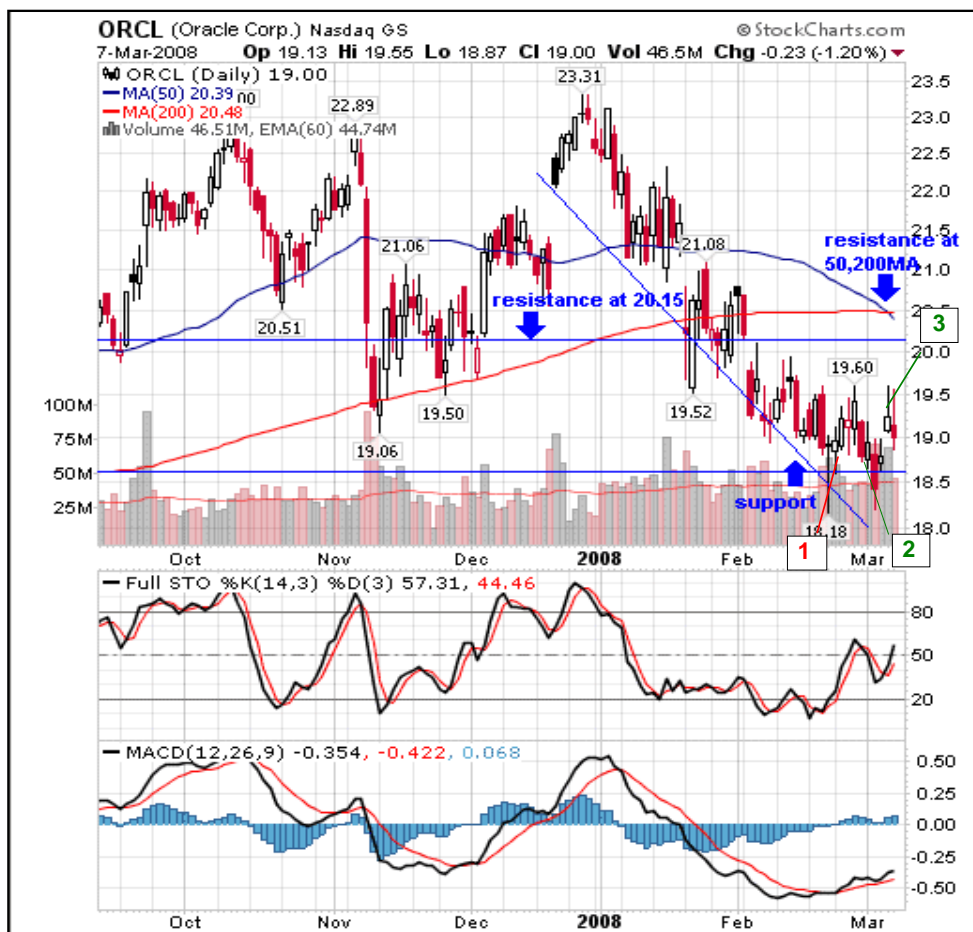 ORCL (Oracle Corp.) Nasdaq GS © StockCharts.com
7-Mar-2008 Op 19.13 Hi 19.55 Lo 18.87 Cl 19.00 Vol 46.5M Chg -0.23 (-1.20%)
ORCL (Daily) 19.00
MA(50) 20.39
MA(200) 20.48
Volume 46.51M, EMA(60) 44.74M
23.31
22.89
21.06
21.08
20.51
19.50
19.06
19.52
19.60
18.18
resistance at
50,200MA
resistance at 20.15
support
1
2
3
23.5
23.0
22.5
22.0
21.5
21.0
20.0
19.5
19.0
18.5
18.0
100M
75M
50M
25M
Oct Nov Dec 2008 Feb Mar
Full STO %K(14,3) %D(3) 57.31, 44.46
80
50
20
MACD(12,26,9) -0.354, -0.422, 0.068
0.50
0.25
0.00
-0.25
-0.50
Oct Nov Dec 2008 Feb Mar